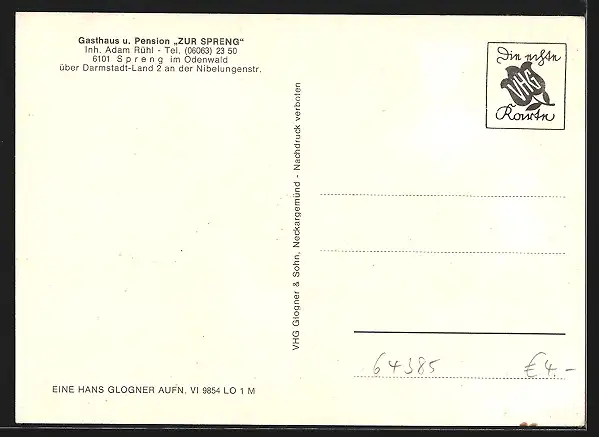 Gasthaus u. Pension „ZUR SPRENG“
Inh. Adam Rühl - Tel. (06063) 23 50
6101 Spreng im Odenwald
über Darmstadt-Land 2 an der Nibelungenstr.
Die echte
VHG
Karte
VHG Glogner & Sohn, Neckargemünd - Nachdruck verboten
64385
€ 4.-
EINE HANS GLOGNER AUFN. VI 9854 LO 1 M